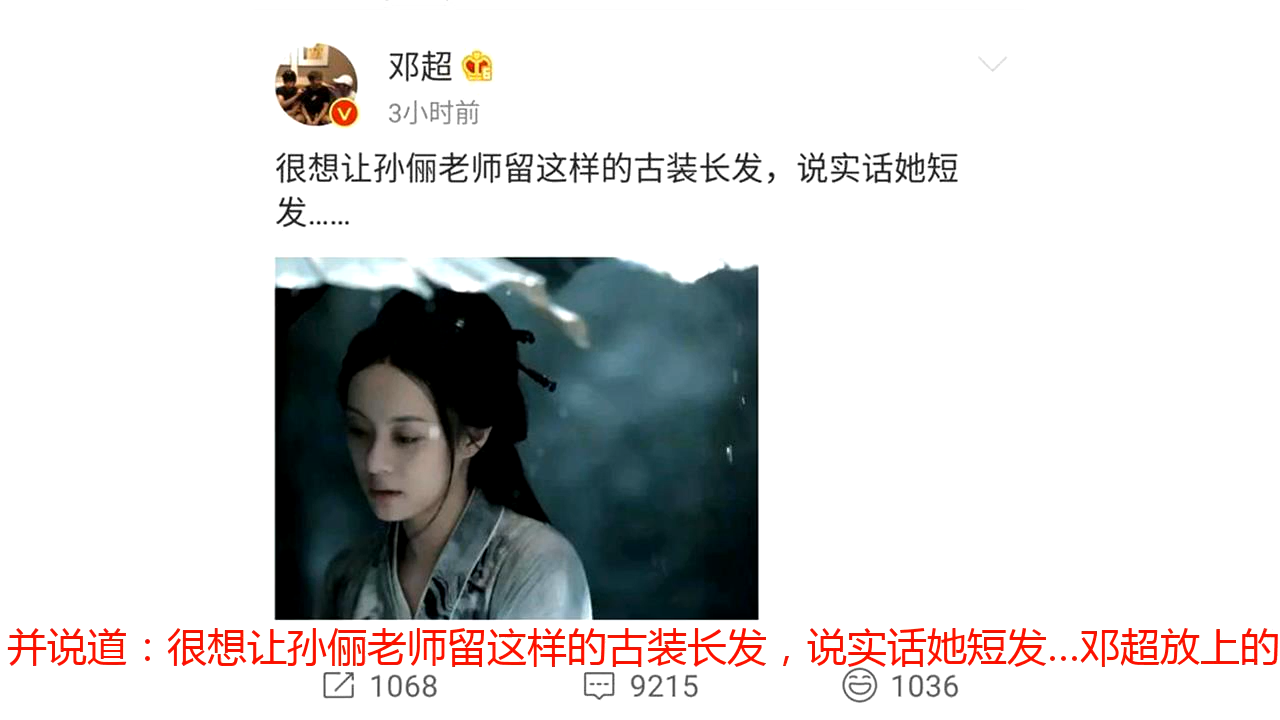 邓超
3小时前
很想让孙俪老师留这样的古装长发，说实话她短
发......
并说道：很想让孙俪老师留这样的古装长发，说实话她短发...邓超放上的
1068 9215 1036